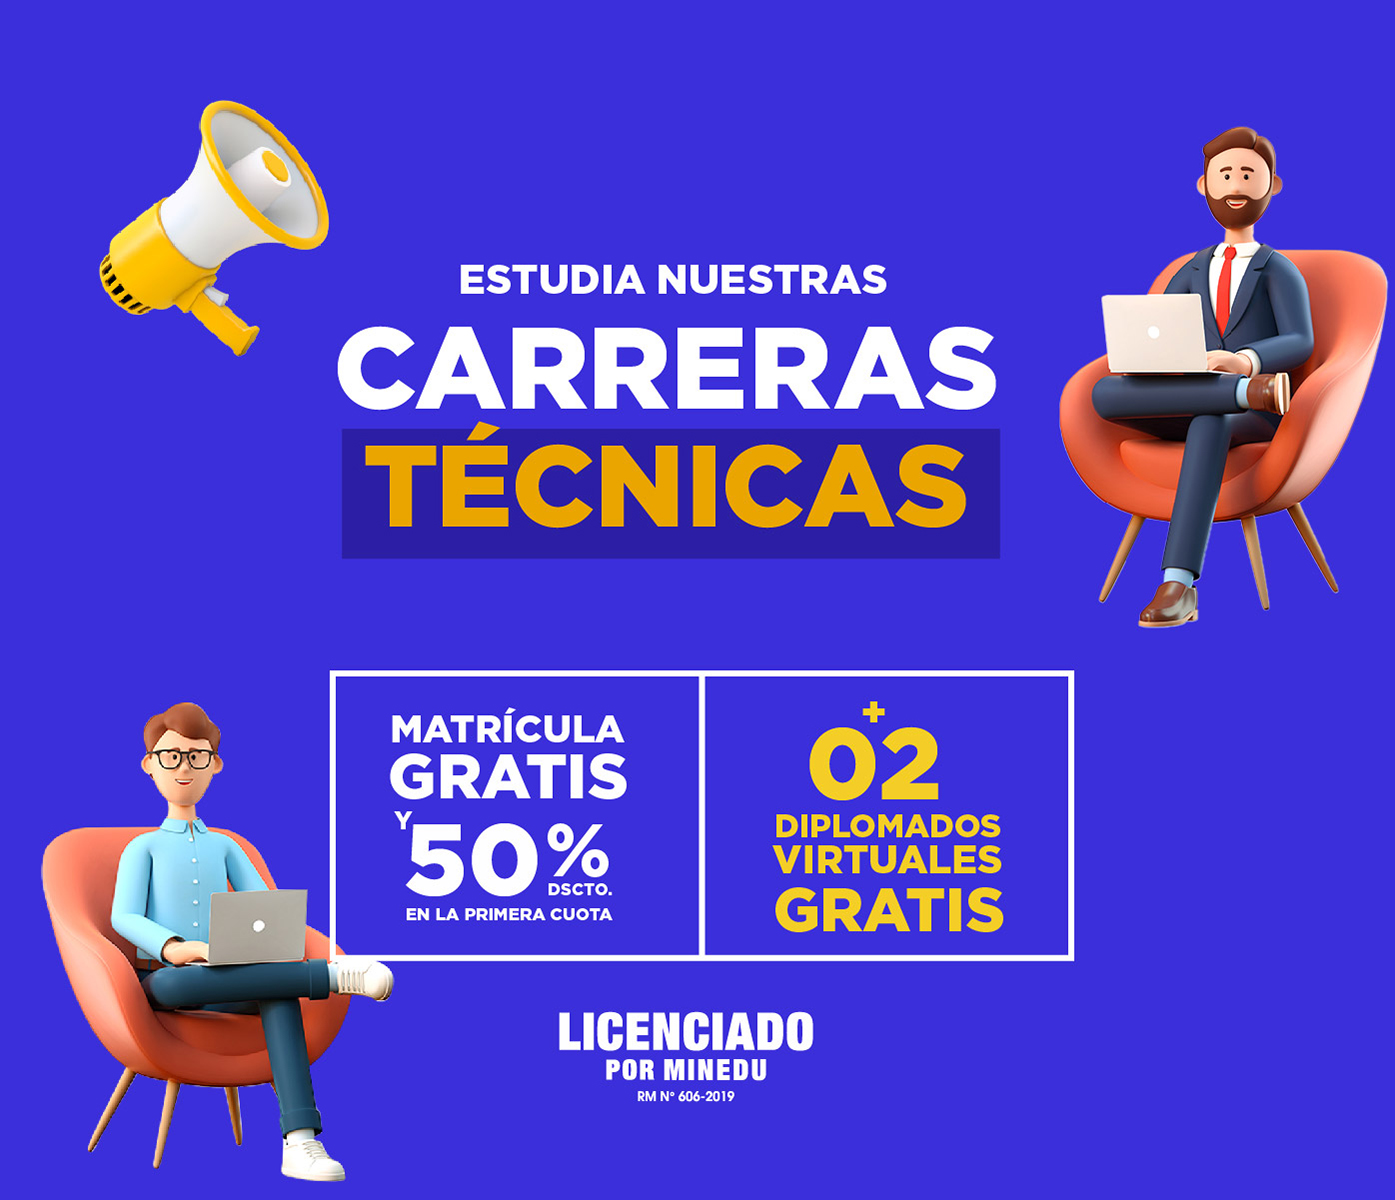 ESTUDIA NUESTRAS
CARRERAS
TÉCNICAS
MATRÍCULA
GRATIS
Y 50%
DSCTO.
EN LA PRIMERA CUOTA
+
02
DIPLOMADOS
VIRTUALES
GRATIS
LICENCIADO
POR MINEDU
RM Nº 606-2019